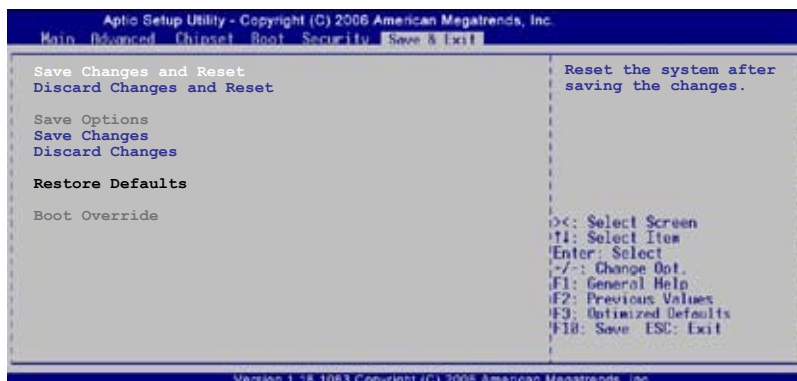 Aptio Setup Utility - Copyright (C) 2006 American Megatrends, Inc.
Main Advanced Chipset Boot Security Save & Exit
Save Changes and Reset
Discard Changes and Reset
Save Options
Save Changes
Discard Changes
Restore Defaults
Boot Override
Reset the system after
saving the changes.
><: Select Screen
↑↓: Select Item
Enter: Select
-/-: Change Opt.
F1: General Help
F2: Previous Values
F3: Optimized Defaults
F10: Save ESC: Exit
Version Copyright (C) 2006 American Megatrends, Inc.